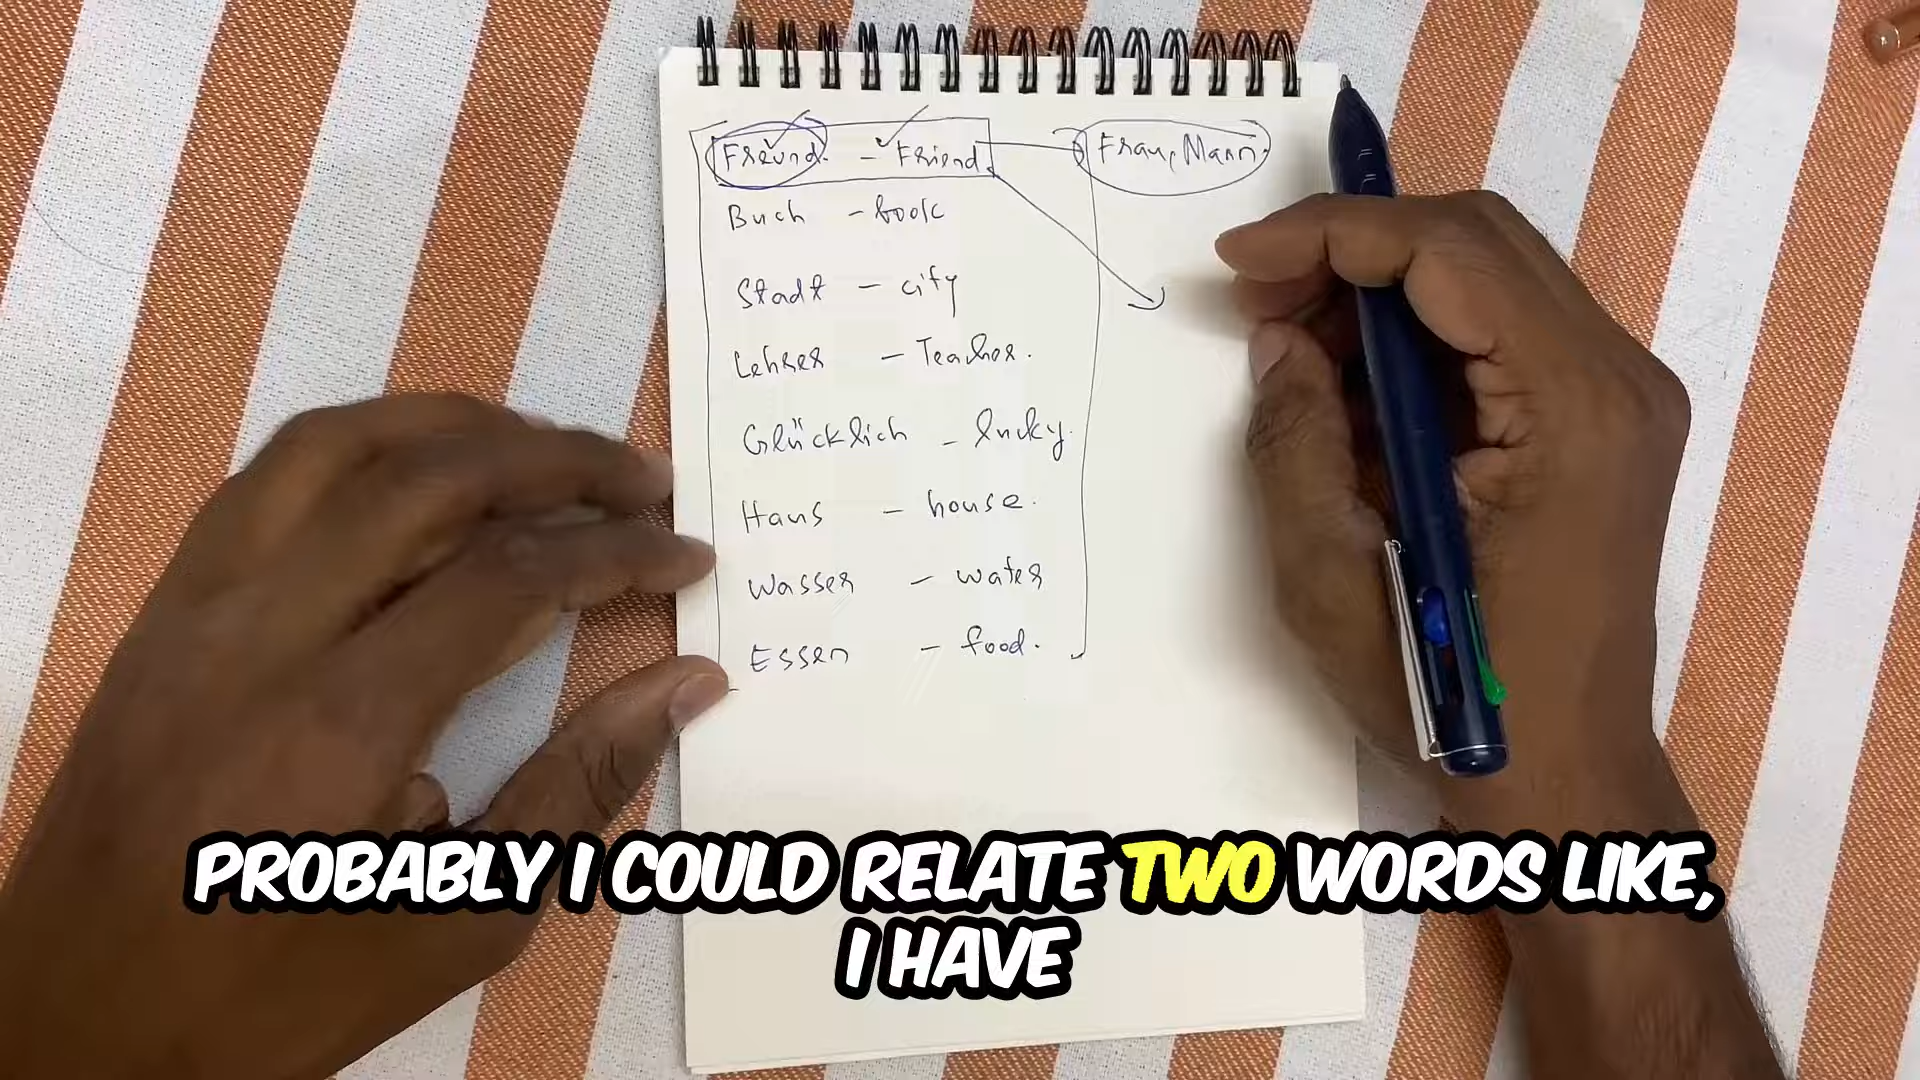 Freund. - Friend. Frau, Mann.
Buch - book
Stadt - city
Lehrer - Teacher.
Glücklich - lucky.
Haus - house.
Wasser - water
Essen - food.
PROBABLY I COULD RELATE TWO WORDS LIKE,
I HAVE